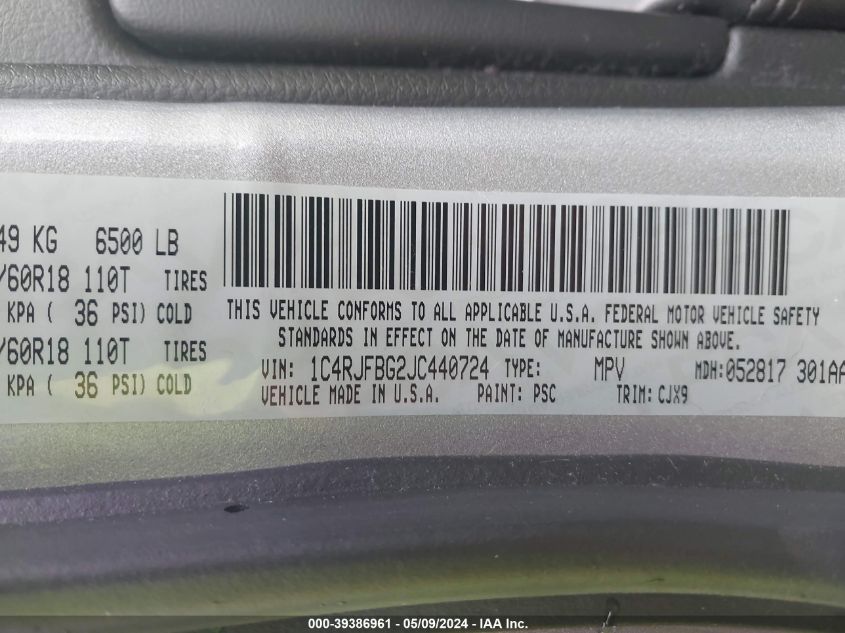 49 KG 6500 LB
/60R18 110T TIRES
KPA ( 36 PSI) COLD
/60R18 110T TIRES
KPA ( 36 PSI) COLD
THIS VEHICLE CONFORMS TO ALL APPLICABLE U.S.A. FEDERAL MOTOR VEHICLE SAFETY
STANDARDS IN EFFECT ON THE DATE OF MANUFACTURE SHOWN ABOVE.
VIN: 1C4RJFBG2JC440724 TYPE: MPV MDH: 052817 301AA
VEHICLE MADE IN U.S.A. PAINT: PSC TRIM: CJX9
000-39386961 - 05/09/2024 - IAA Inc.